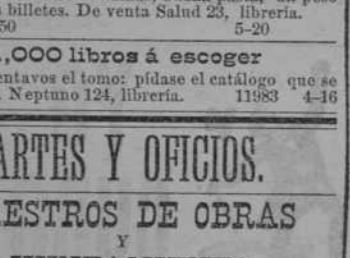 billetes. De venta Salud 23, librería.
50 5-20
,000 libros á escoger
entavos el tomo: pídase el catálogo que se
Neptuno 124, librería. 11983 4-16
ARTES Y OFICIOS.
ESTROS DE OBRAS
Y